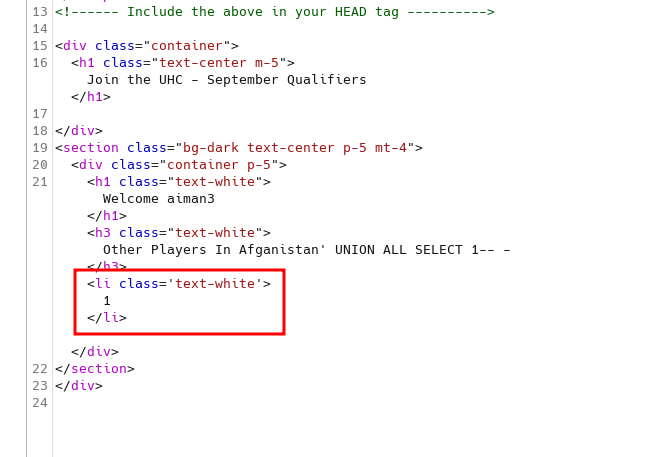 13 <!------ Include the above in your HEAD tag ---------->
14
15 <div class="container">
16 <h1 class="text-center m-5">
Join the UHC - September Qualifiers
</h1>
17
18 </div>
19 <section class="bg-dark text-center p-5 mt-4">
20 <div class="container p-5">
21 <h1 class="text-white">
Welcome aiman3
</h1>
<h3 class="text-white">
Other Players In Afganistan' UNION ALL SELECT 1-- -
</h3>
<li class='text-white'>
1
</li>
</div>
22 </section>
23 </div>
24